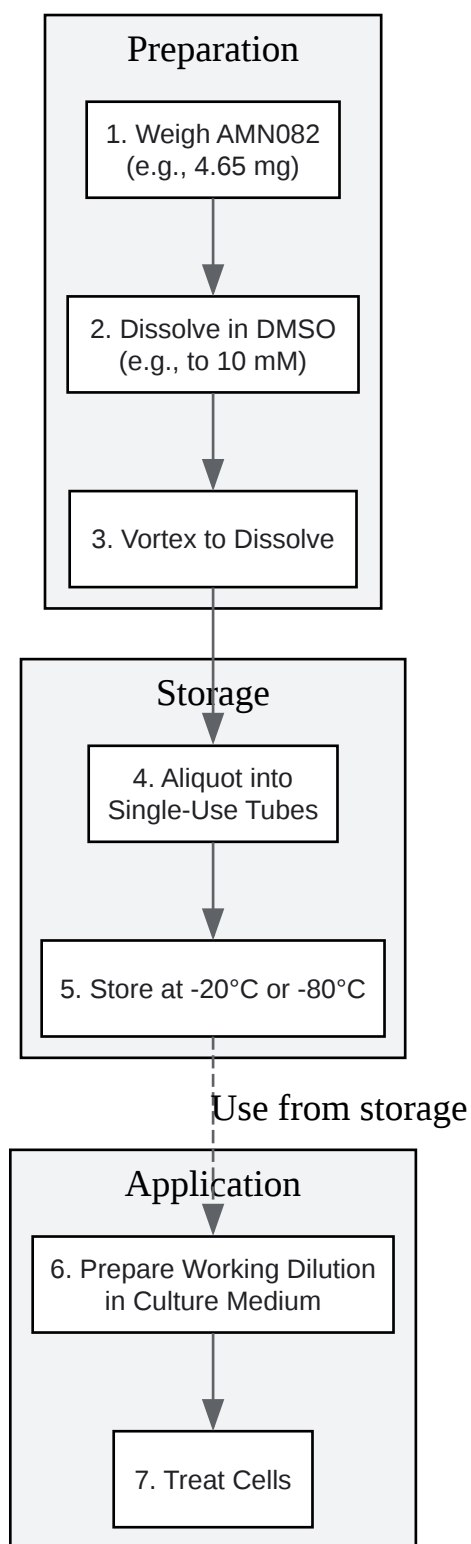 Preparation
1. Weigh AMN082
(e.g., 4.65 mg)
2. Dissolve in DMSO
(e.g., to 10 mM)
3. Vortex to Dissolve
Storage
4. Aliquot into
Single-Use Tubes
5. Store at -20°C or -80°C
Use from storage
Application
6. Prepare Working Dilution
in Culture Medium
7. Treat Cells